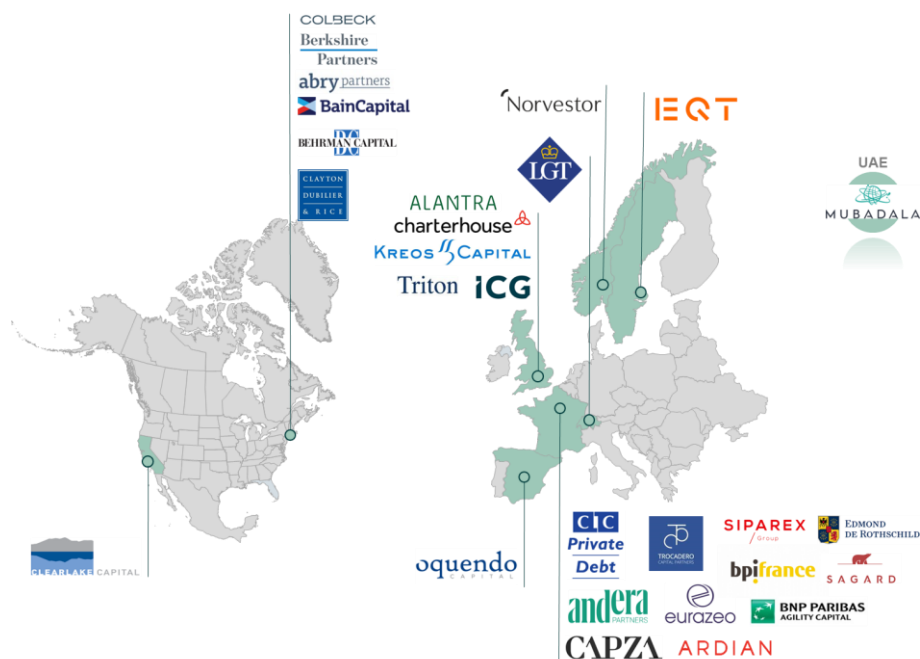 COLBECK
Berkshire
Partners
abry partners
BainCapital
BEHRMAN CAPITAL
BC
CLAYTON
DUBILIER
& RICE
Norvestor
EQT
LGT
UAE
MUBADALA
ALANTRA
charterhouse
KREOS CAPITAL
Triton
ICG
CLEARLAKE CAPITAL
oquendo
CAPITAL
CIC
Private
Debt
TROCADERO
CAPITAL PARTNERS
SIPAREX
Group
EDMOND
DE ROTHSCHILD
bpifrance
SAGARD
andera
PARTNERS
eurazeo
BNP PARIBAS
AGILITY CAPITAL
CAPZA
ARDIAN